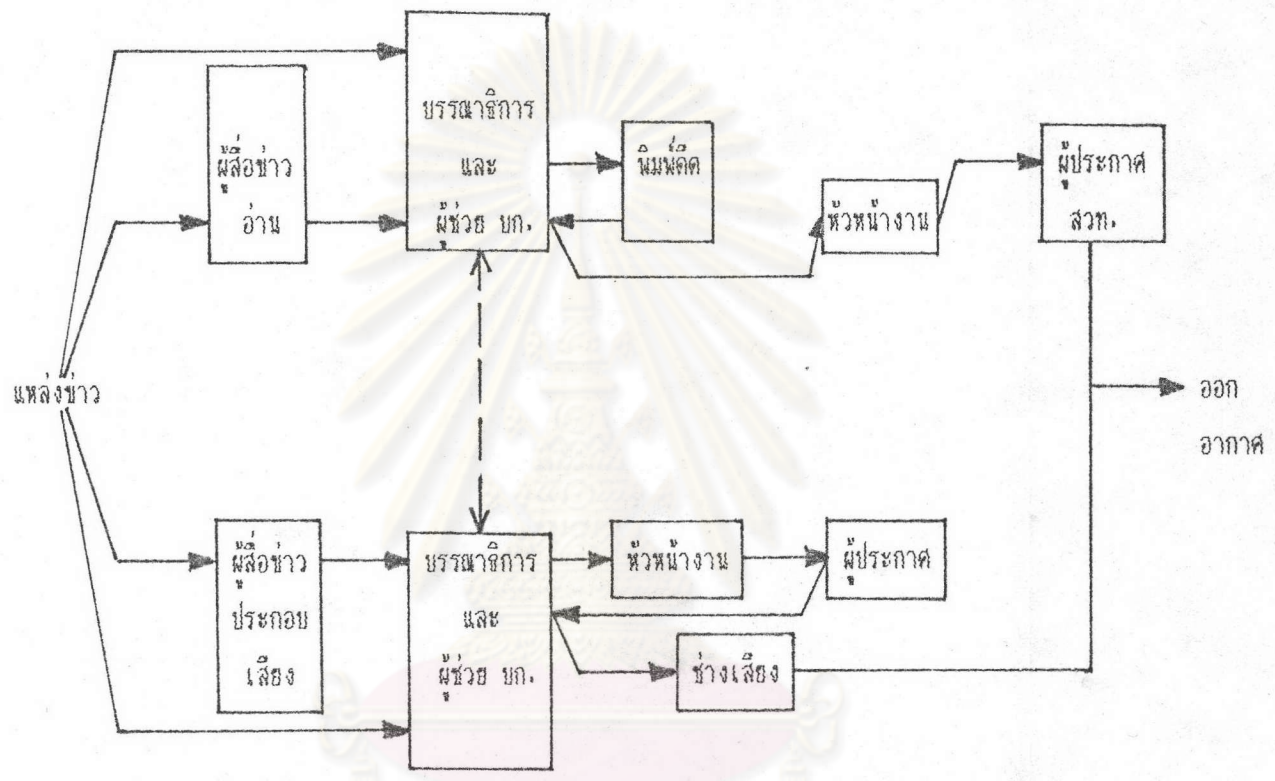 บรรณาธิการ
และ
ผู้ช่วย บก.
ผู้สื่อข่าว
อ่าน
พิมพ์ดีด
หัวหน้างาน
ผู้ประกาศ
สวท.
แหล่งข่าว
ออก
อากาศ
ผู้สื่อข่าว
ประกอบ
เสียง
บรรณาธิการ
และ
ผู้ช่วย บก.
หัวหน้างาน
ผู้ประกาศ
ช่างเสียง